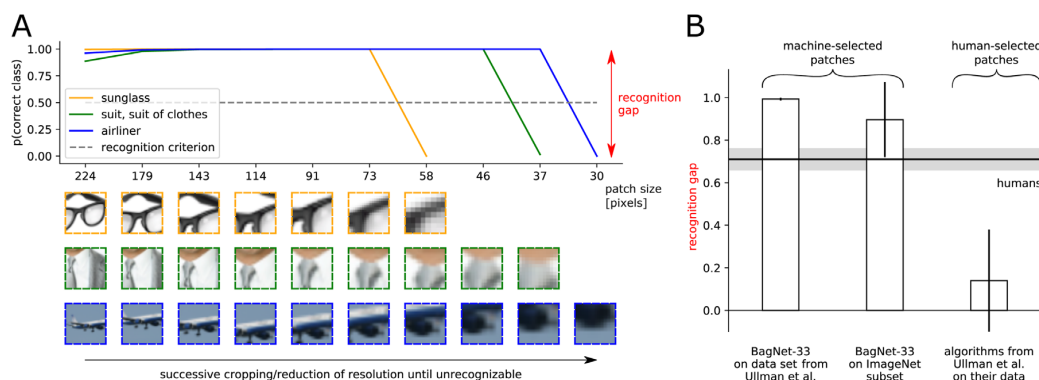 A
p(correct class)
1.00
0.75
0.50
0.25
0.00
sunglass
suit, suit of clothes
airliner
recognition criterion
recognition
gap
224
179
143
114
91
73
58
46
37
30
patch size
[pixels]
successive cropping/reduction of resolution until unrecognizable
B
machine-selected
patches
human-selected
patches
recognition gap
1.0
0.8
0.6
0.4
0.2
0.0
humans
BagNet-33
on data set from
Ullman et al.
BagNet-33
on ImageNet
subset
algorithms from
Ullman et al.
on their data